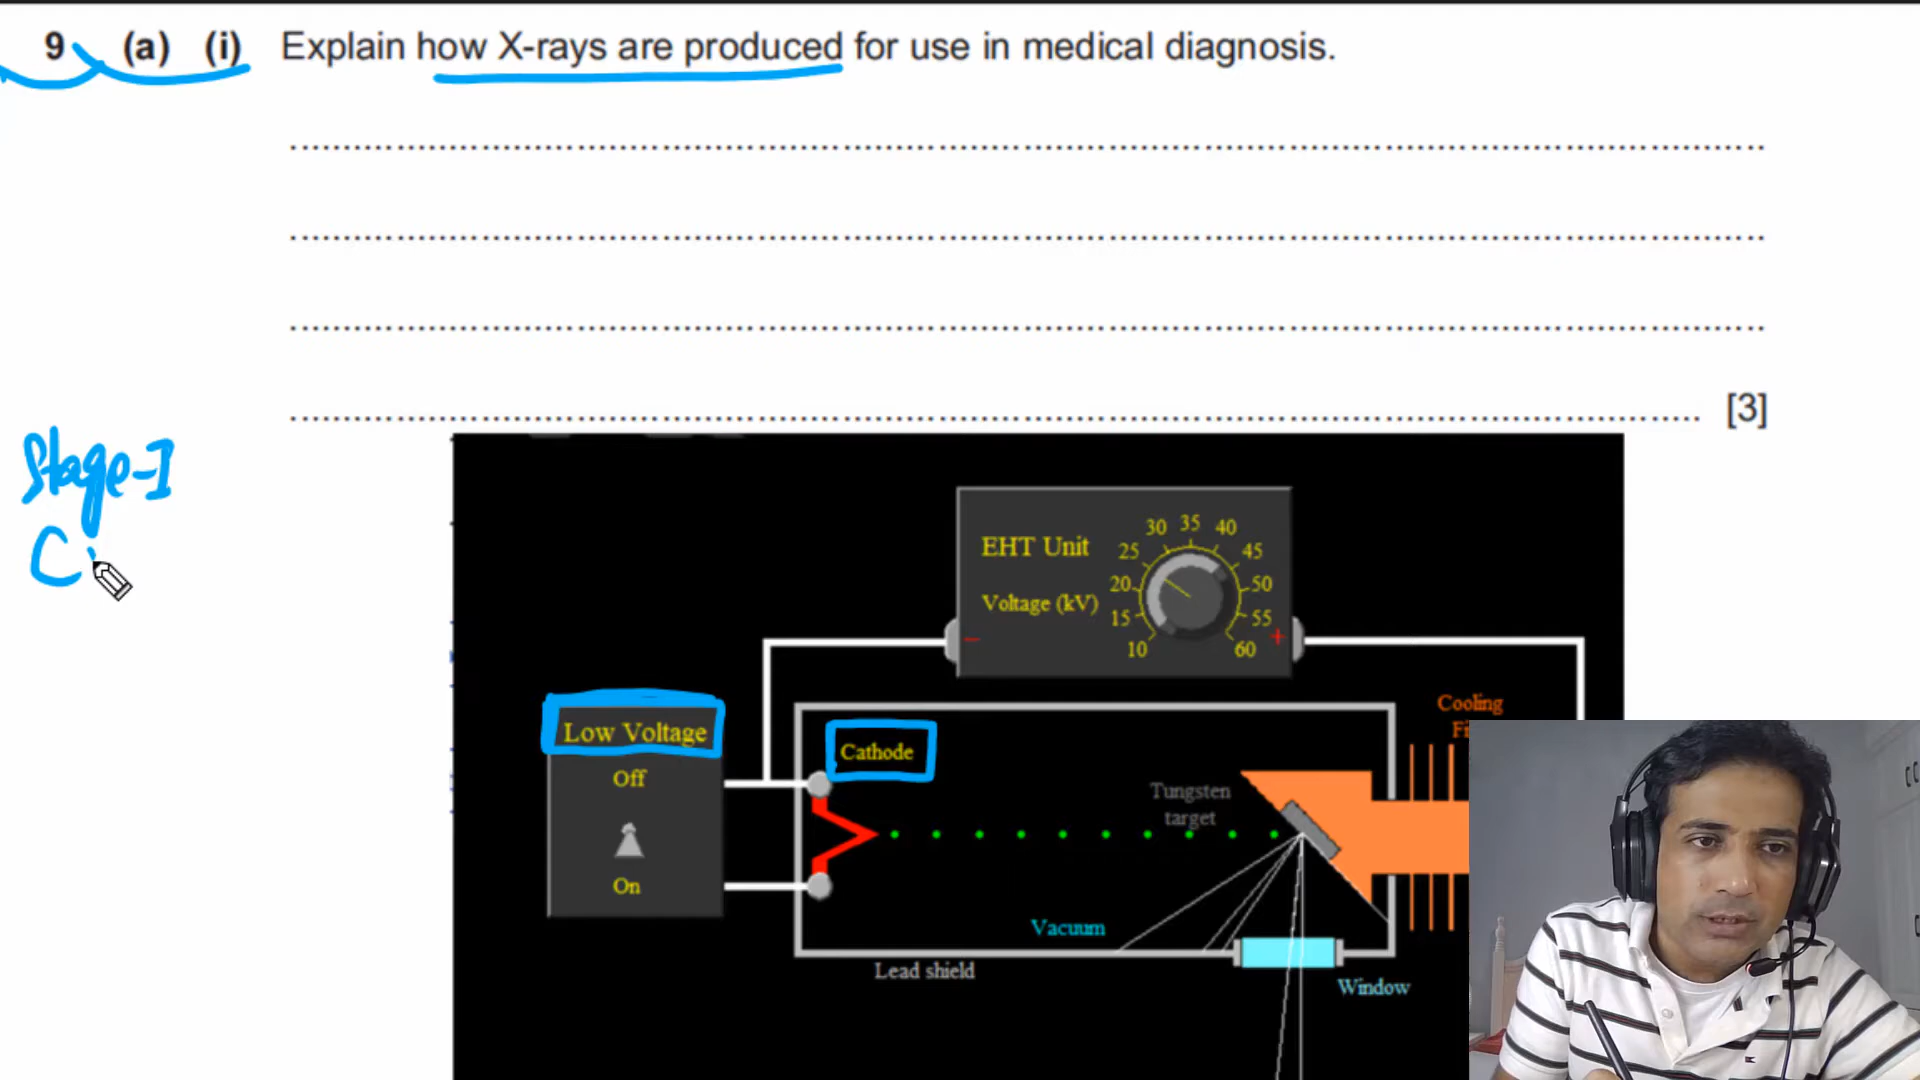 9 (a) (i) Explain how X-rays are produced for use in medical diagnosis.
[3]
Stage-I
EHT Unit
Voltage (kV)
10 15 20 25 30 35 40 45 50 55 60
- +
Low Voltage
Off
On
Cathode
Tungsten
target
Cooling
Vacuum
Lead shield
Window